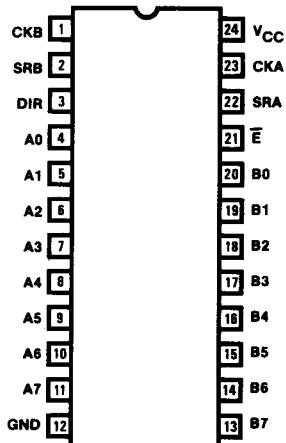 CKB 1 24 VCC
SRB 2 23 CKA
DIR 3 22 SRA
A0 4 21 E̅
A1 5 20 B0
A2 6 19 B1
A3 7 18 B2
A4 8 17 B3
A5 9 16 B4
A6 10 15 B5
A7 11 14 B6
GND 12 13 B7